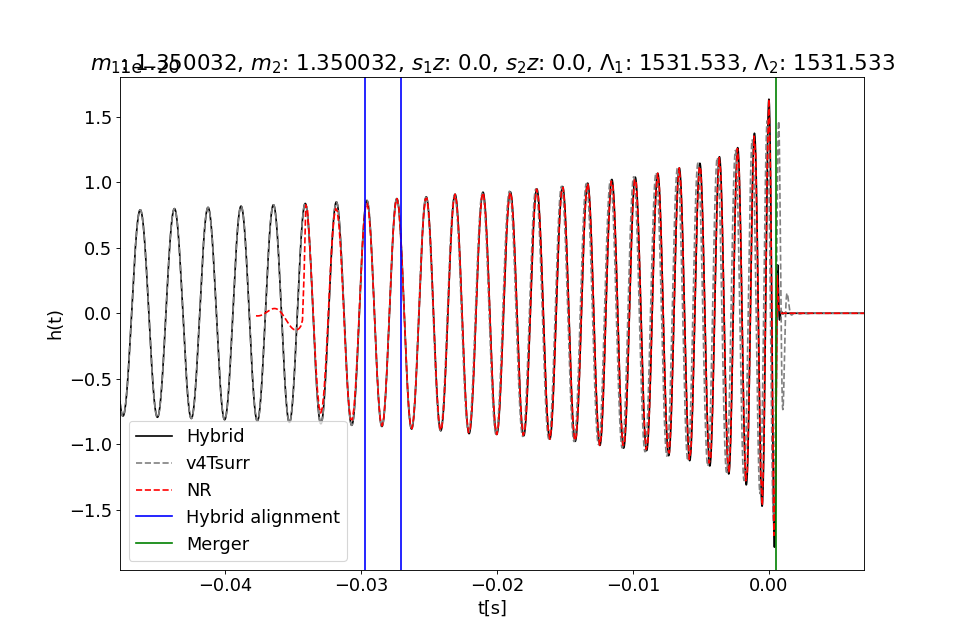 m₁: 1.350032, m₂: 1.350032, s₁z: 0.0, s₂z: 0.0, Λ₁: 1531.533, Λ₂: 1531.533
1e−20
1.5
1.0
0.5
0.0
−0.5
−1.0
−1.5
h(t)
Hybrid
v4Tsurr
NR
Hybrid alignment
Merger
−0.04
−0.03
−0.02
−0.01
0.00
t[s]